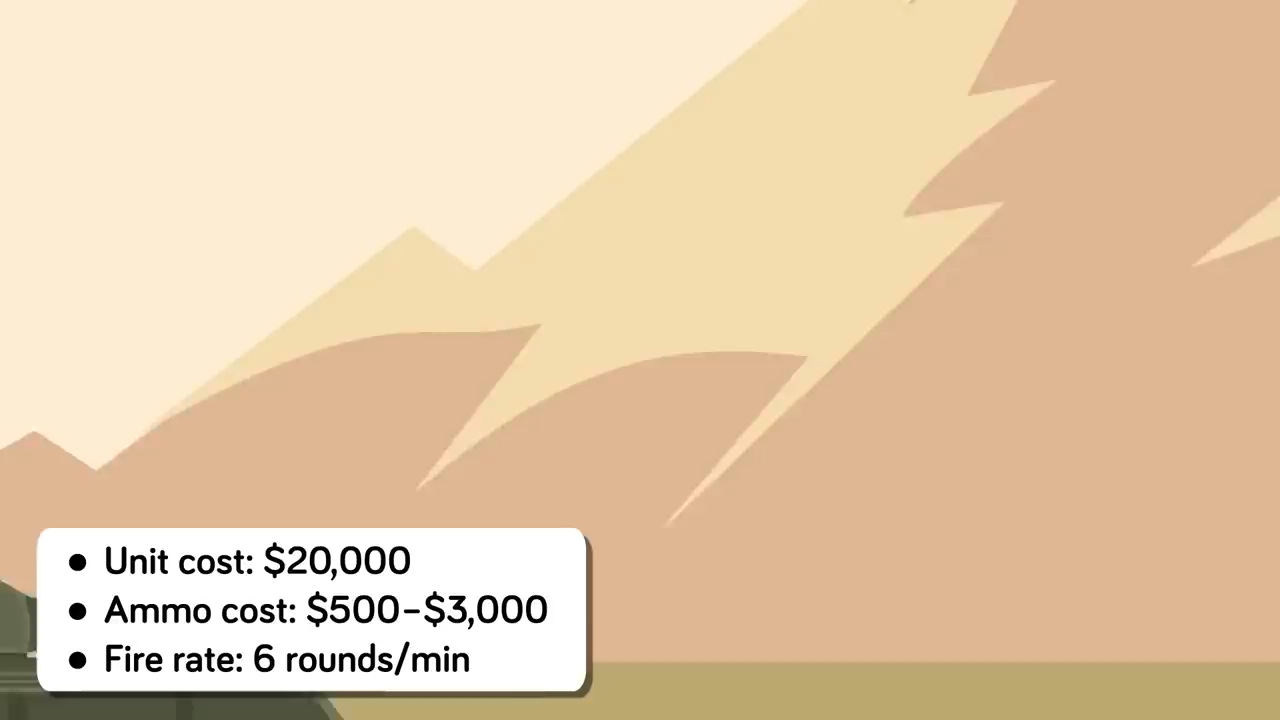 ● Unit cost: $20,000
● Ammo cost: $500–$3,000
● Fire rate: 6 rounds/min